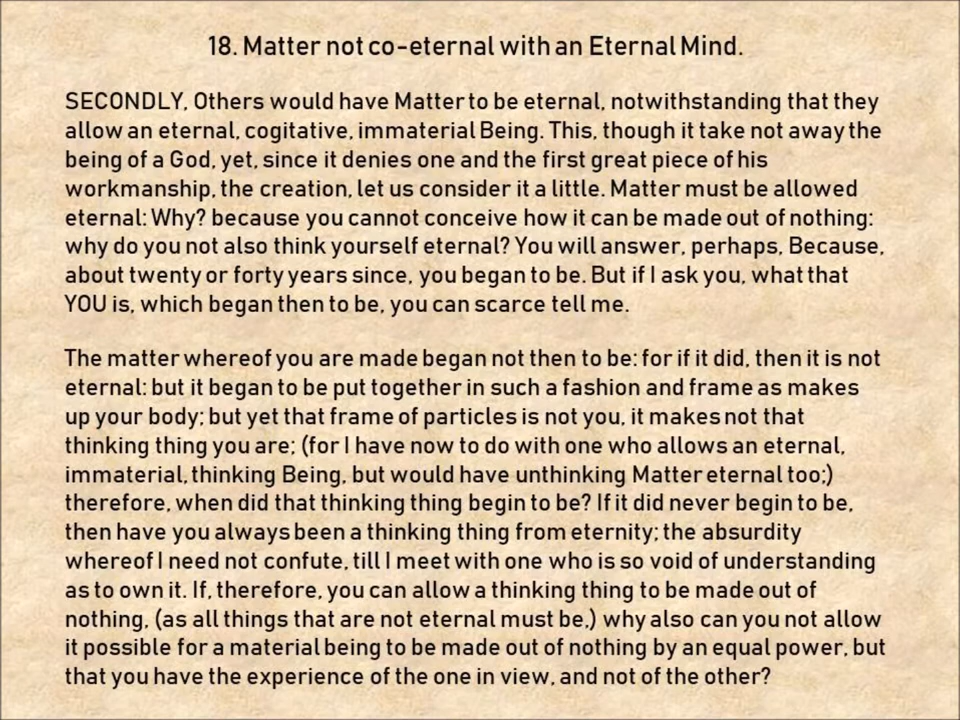 18. Matter not co-eternal with an Eternal Mind.
SECONDLY, Others would have Matter to be eternal, notwithstanding that they
allow an eternal, cogitative, immaterial Being. This, though it take not away the
being of a God, yet, since it denies one and the first great piece of his
workmanship, the creation, let us consider it a little. Matter must be allowed
eternal: Why? because you cannot conceive how it can be made out of nothing:
why do you not also think yourself eternal? You will answer, perhaps, Because,
about twenty or forty years since, you began to be. But if I ask you, what that
YOU is, which began then to be, you can scarce tell me.
The matter whereof you are made began not then to be: for if it did, then it is not
eternal: but it began to be put together in such a fashion and frame as makes
up your body; but yet that frame of particles is not you, it makes not that
thinking thing you are; (for I have now to do with one who allows an eternal,
immaterial, thinking Being, but would have unthinking Matter eternal too;)
therefore, when did that thinking thing begin to be? If it did never begin to be,
then have you always been a thinking thing from eternity; the absurdity
whereof I need not confute, till I meet with one who is so void of understanding
as to own it. If, therefore, you can allow a thinking thing to be made out of
nothing, (as all things that are not eternal must be,) why also can you not allow
it possible for a material being to be made out of nothing by an equal power, but
that you have the experience of the one in view, and not of the other?